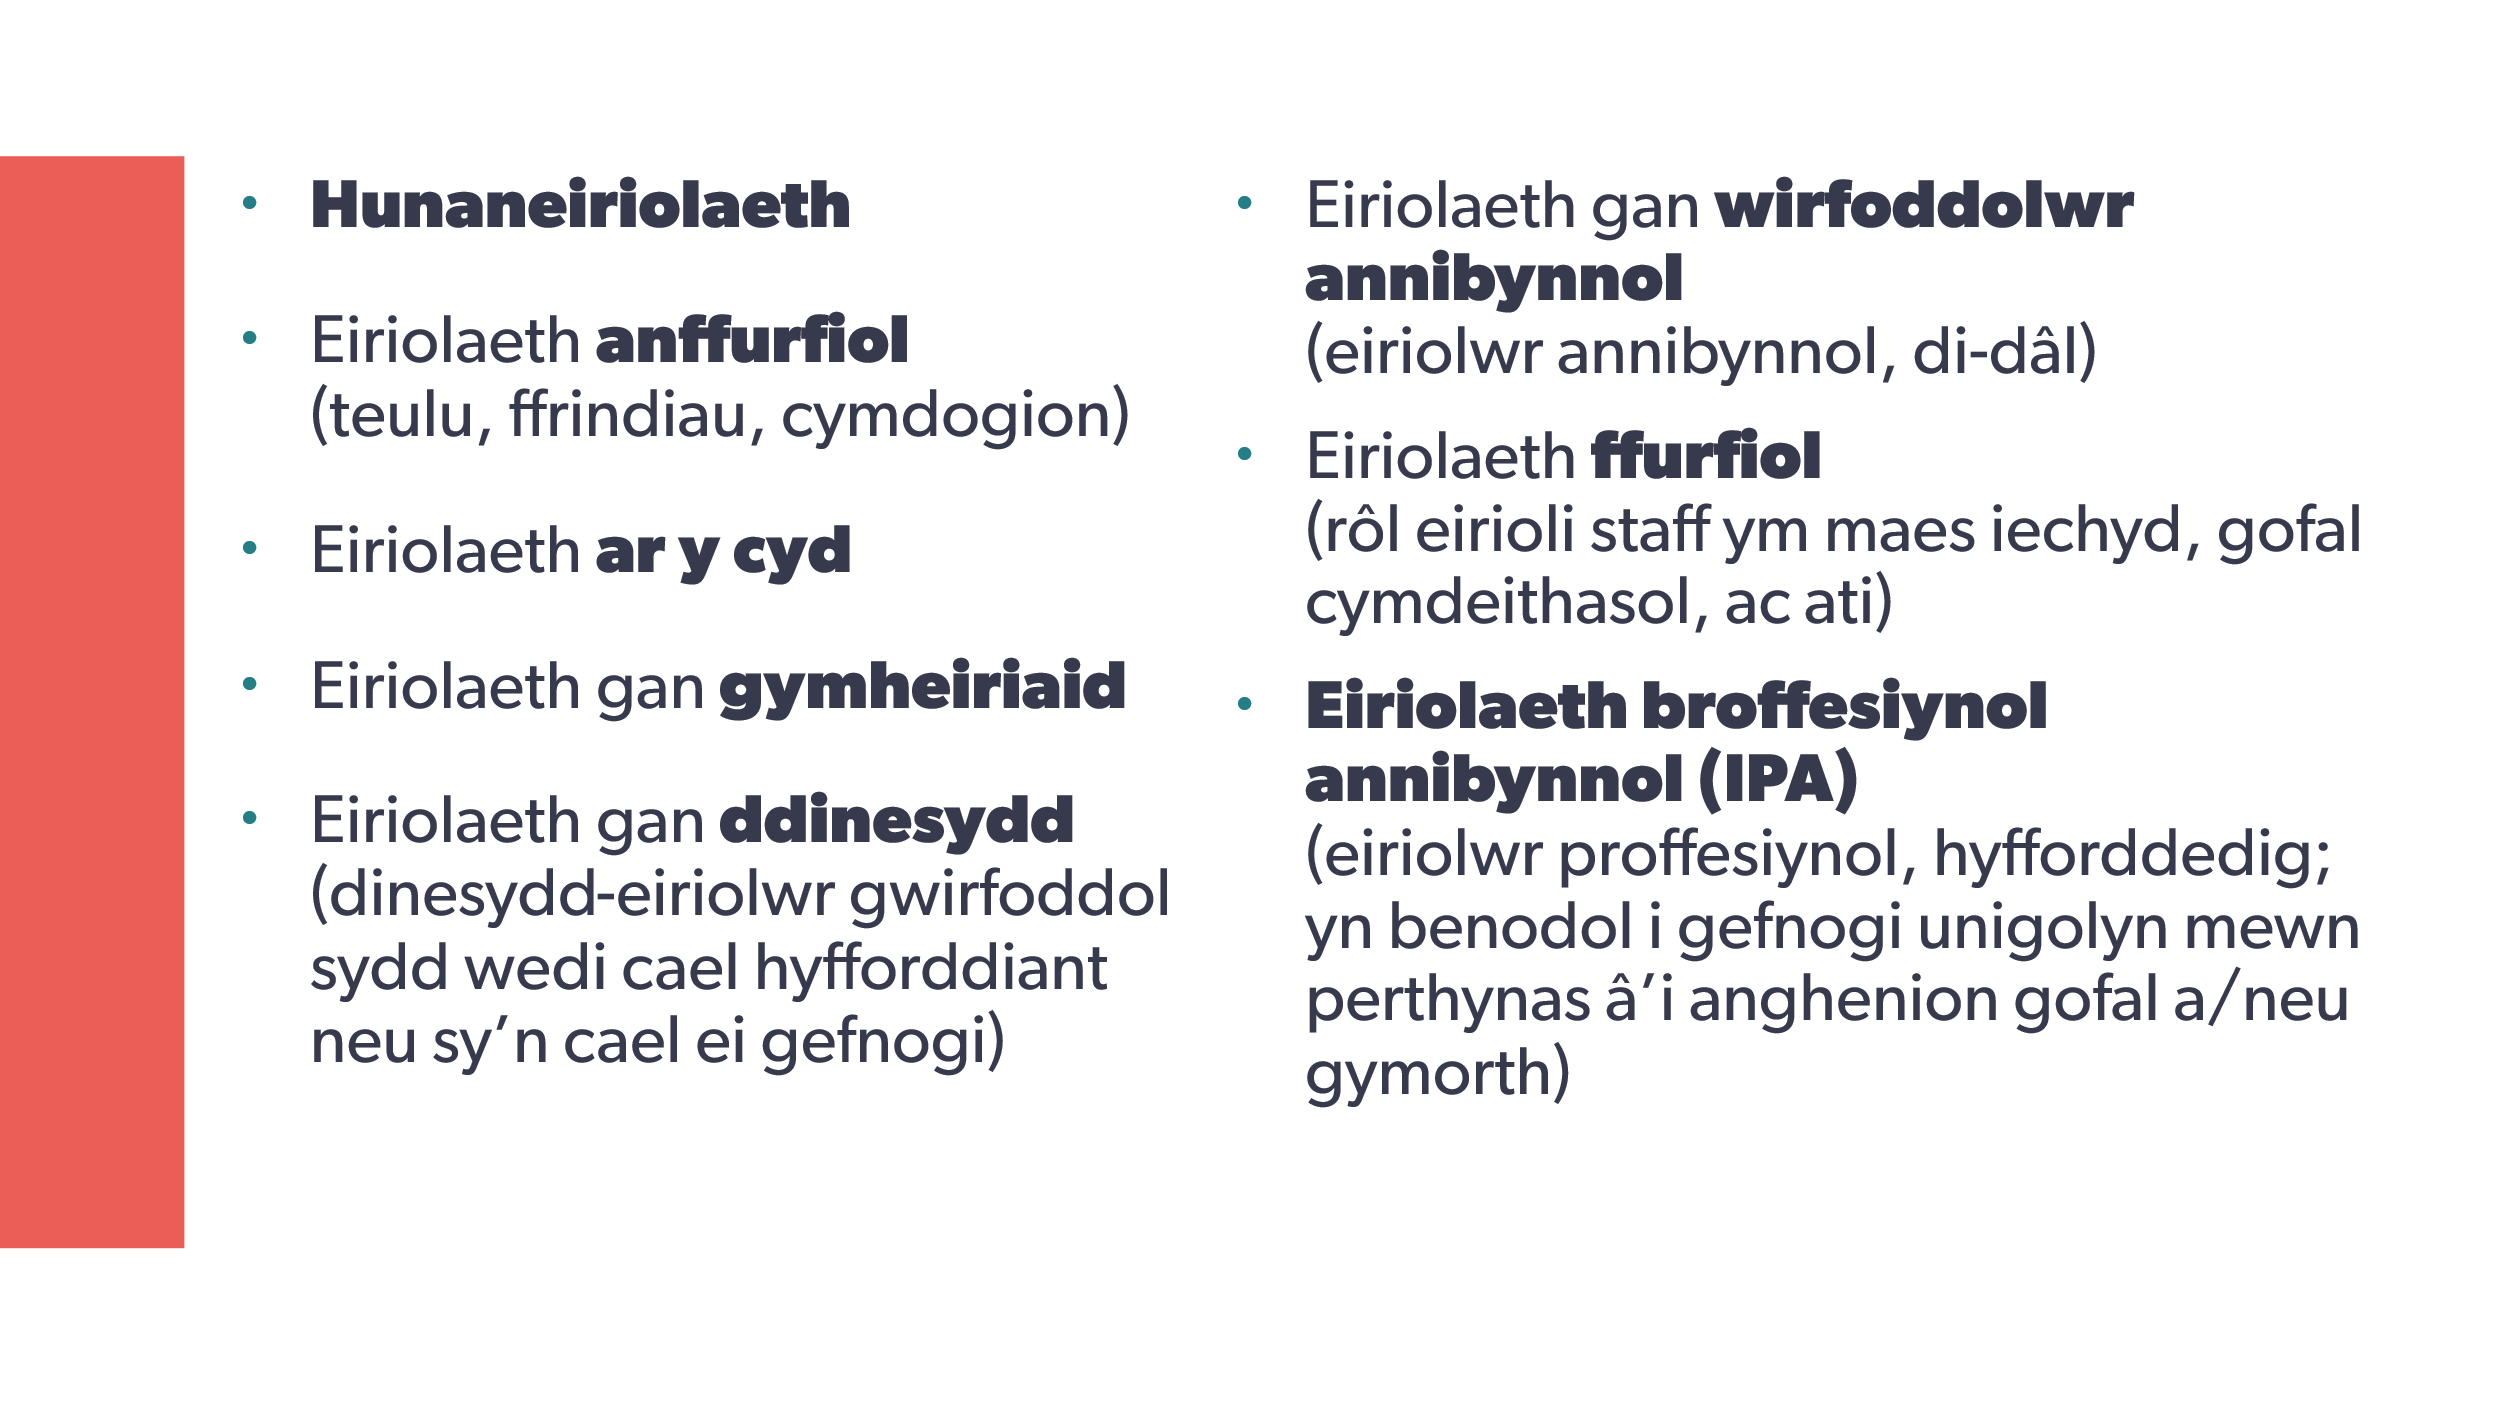 • Hunaneiriolaeth
• Eiriolaeth anffurfiol
(teulu, ffrindiau, cymdogion)
• Eiriolaeth ar y cyd
• Eiriolaeth gan gymheiriaid
• Eiriolaeth gan ddinesydd
(dinesydd-eiriolwr gwirfoddol
sydd wedi cael hyfforddiant
neu sy’n cael ei gefnogi)
• Eiriolaeth gan wirfoddolwr
annibynnol
(eiriolwr annibynnol, di-dâl)
• Eiriolaeth ffurfiol
(rôl eirioli staff ym maes iechyd, gofal
cymdeithasol, ac ati)
• Eiriolaeth broffesiynol
annibynnol (IPA)
(eiriolwr proffesiynol, hyfforddedig;
yn benodol i gefnogi unigolyn mewn
perthynas â’i anghenion gofal a/neu
gymorth)